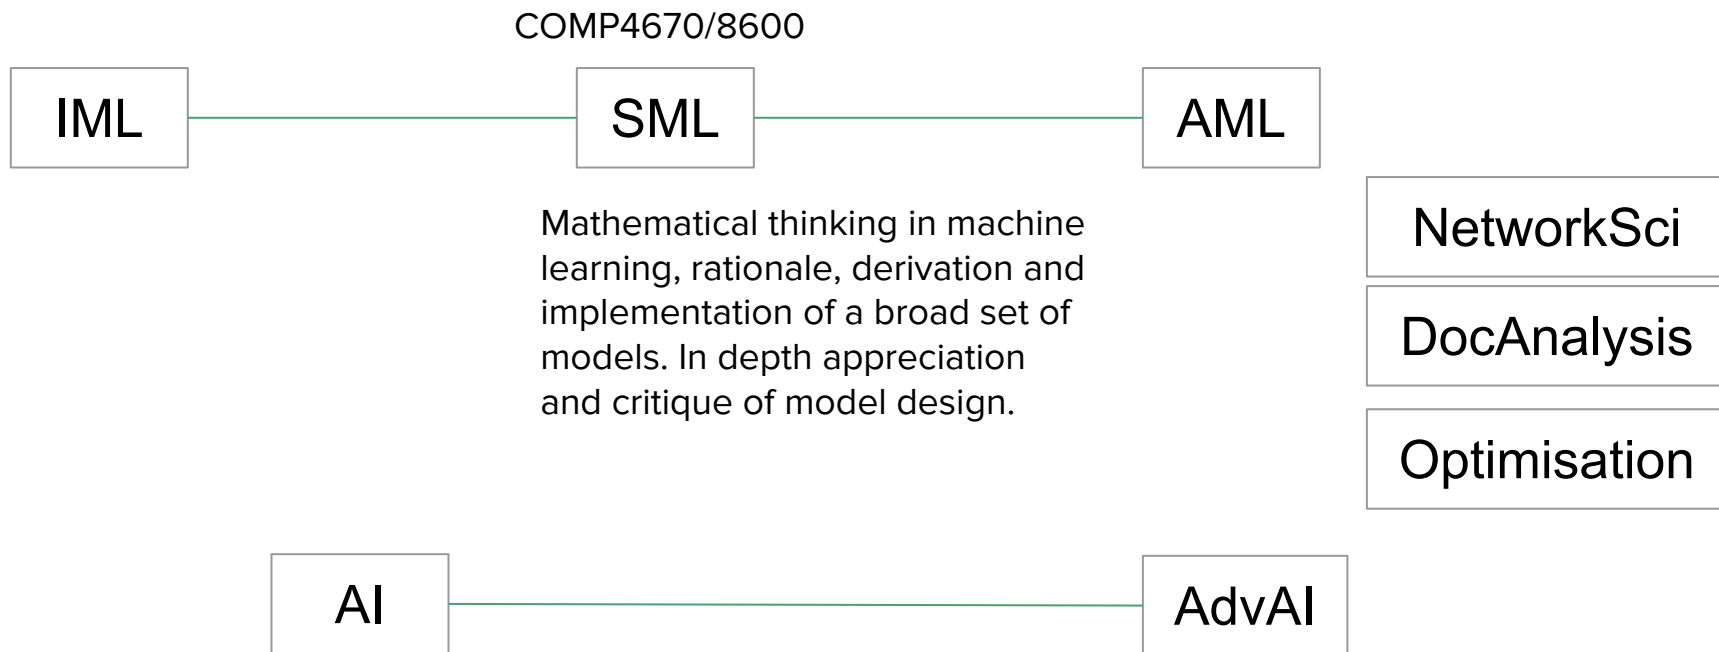 COMP4670/8600
IML
SML
AML
Mathematical thinking in machine
learning, rationale, derivation and
implementation of a broad set of
models. In depth appreciation
and critique of model design.
NetworkSci
DocAnalysis
Optimisation
AI
AdvAI